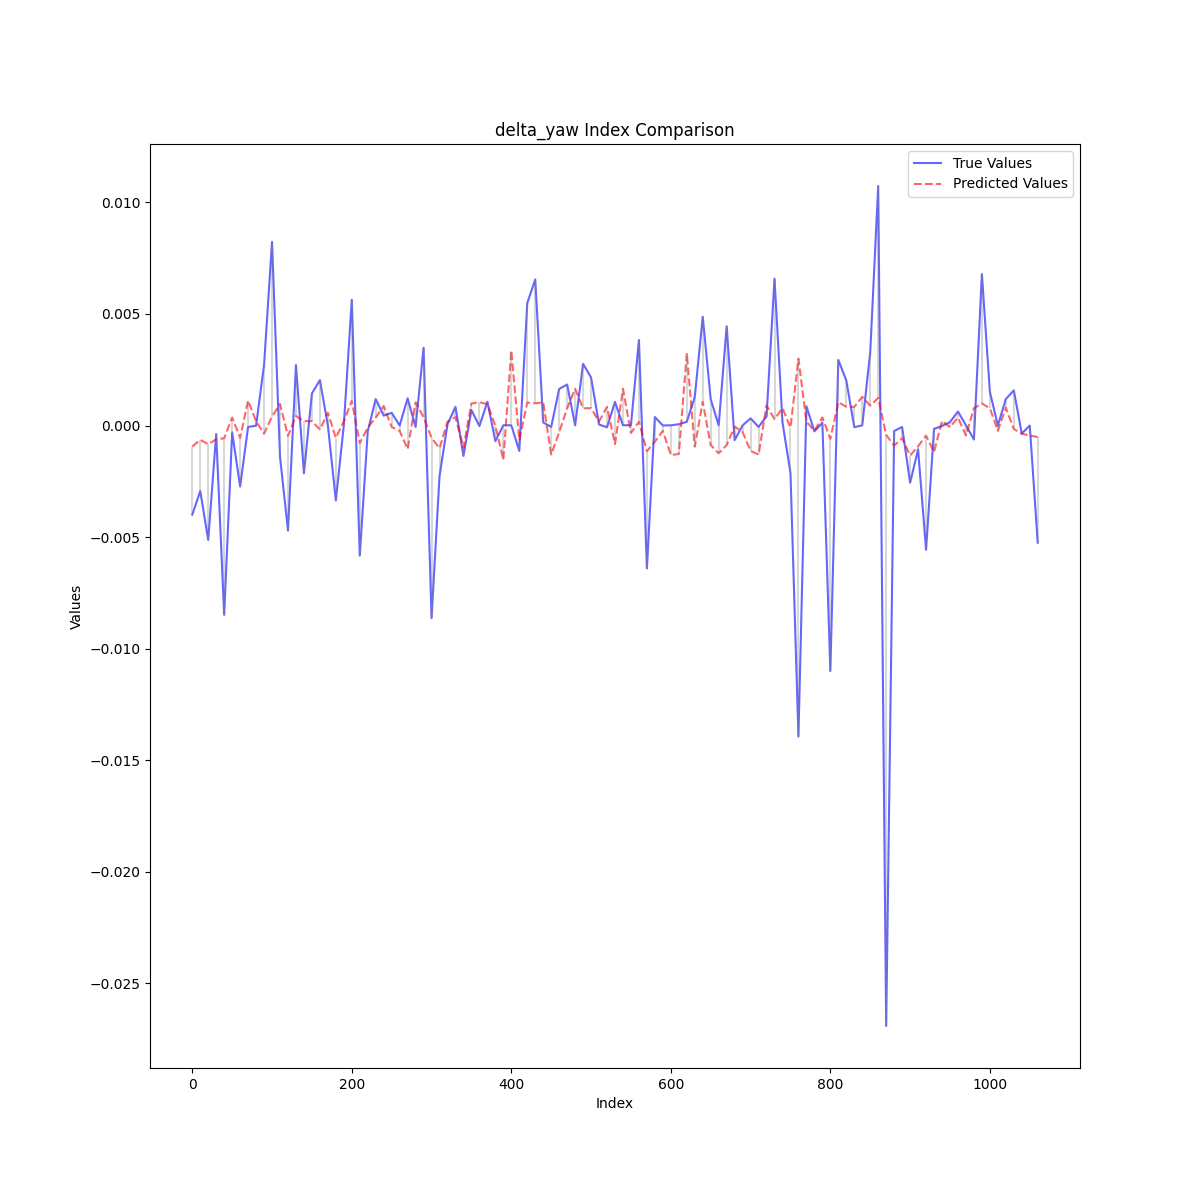 delta_yaw Index Comparison
True Values
Predicted Values
0.010
0.005
0.000
−0.005
−0.010
−0.015
−0.020
−0.025
Values
0 200 400 600 800 1000
Index